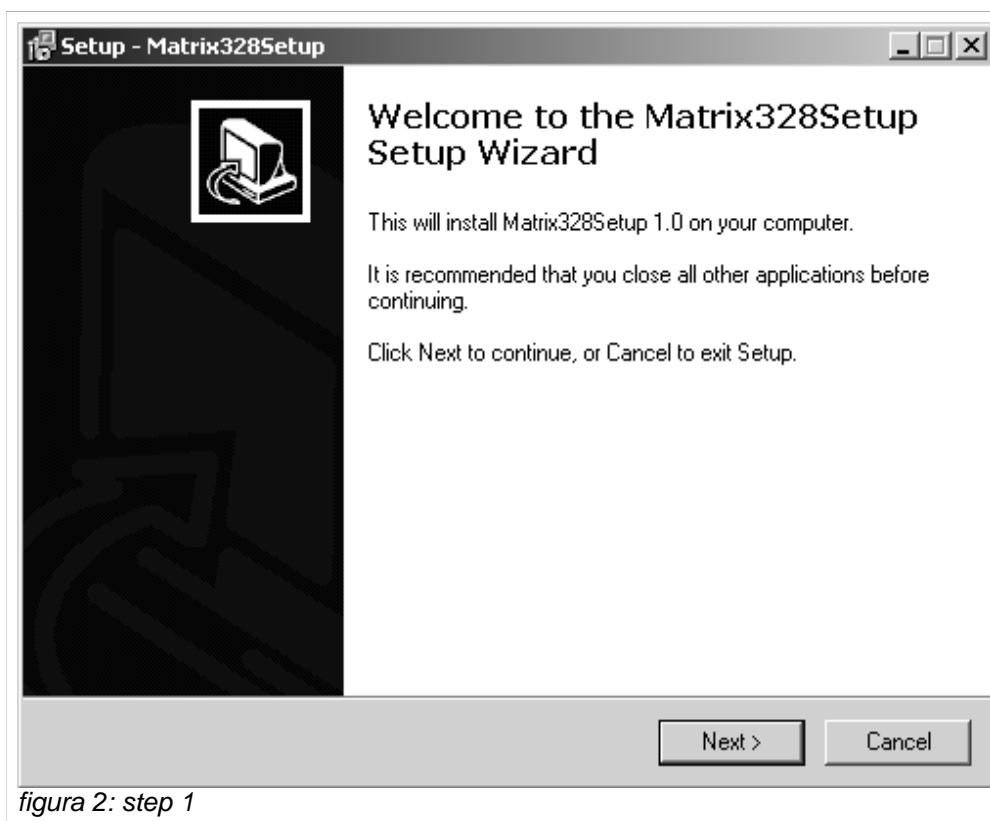 Setup - Matrix328Setup
Welcome to the Matrix328Setup
Setup Wizard
This will install Matrix328Setup 1.0 on your computer.
It is recommended that you close all other applications before
continuing.
Click Next to continue, or Cancel to exit Setup.
Next >
Cancel
figura 2: step 1